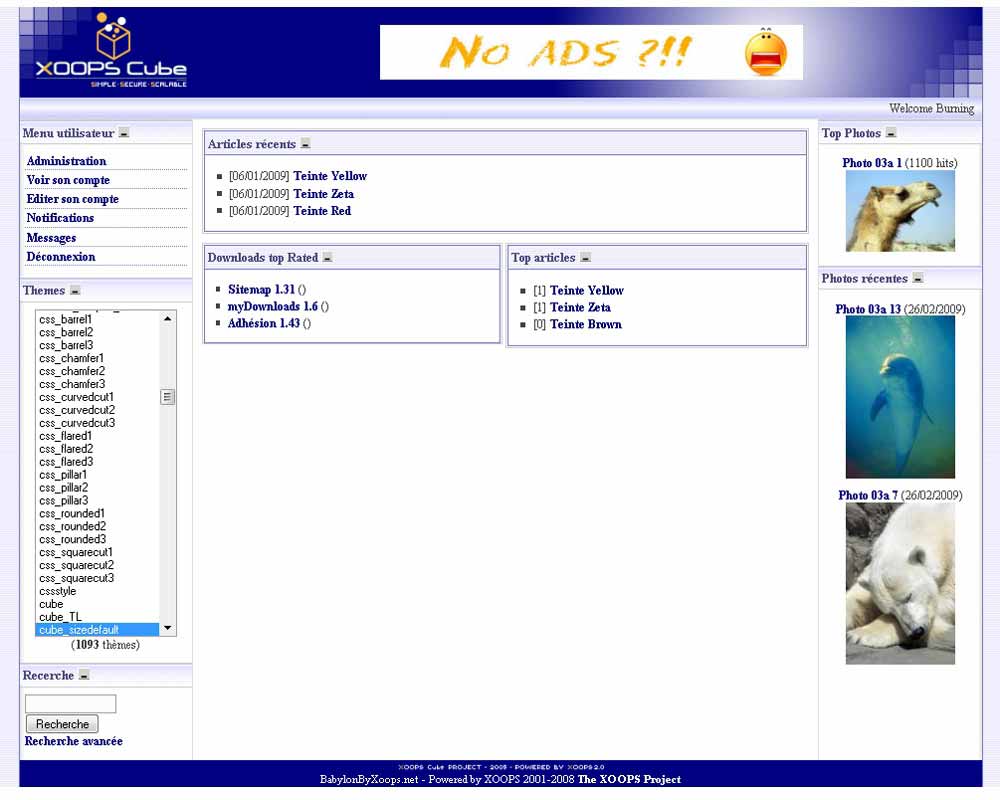 XOOPS Cube
SIMPLE·SECURE·SCALABLE
No ADS ?!!
Welcome Burning
Menu utilisateur
Administration
Voir son compte
Editer son compte
Notifications
Messages
Déconnexion
Themes
css_barrel1
css_barrel2
css_barrel3
css_chamfer1
css_chamfer2
css_chamfer3
css_curvedcut1
css_curvedcut2
css_curvedcut3
css_flared1
css_flared2
css_flared3
css_pillar1
css_pillar2
css_pillar3
css_rounded1
css_rounded2
css_rounded3
css_squarecut1
css_squarecut2
css_squarecut3
cssstyle
cube
cube_TL
cube_sizedefault
(1093 thèmes)
Recerche
Recherche
Recherche avancée
Articles récents
[06/01/2009] Teinte Yellow
[06/01/2009] Teinte Zeta
[06/01/2009] Teinte Red
Downloads top Rated
Sitemap 1.31 ()
myDownloads 1.6 ()
Adhésion 1.43 ()
Top articles
[1] Teinte Yellow
[1] Teinte Zeta
[0] Teinte Brown
Top Photos
Photo 03a 1 (1100 hits)
Photos récentes
Photo 03a 13 (26/02/2009)
Photo 03a 7 (26/02/2009)
XOOPS Cube PROJECT - 2005 - POWERED BY XOOPS2.0
BabylonByXoops.net - Powered by XOOPS 2001-2008 The XOOPS Project